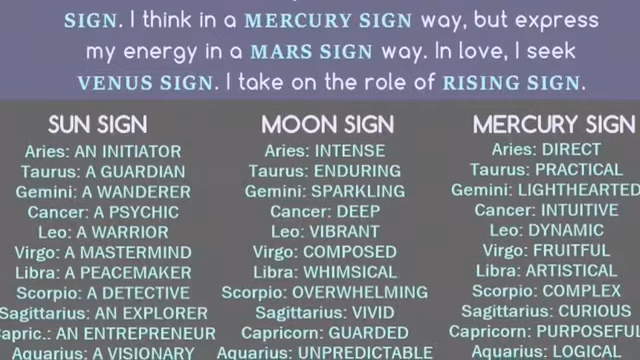 SIGN. I think in a MERCURY SIGN way, but express
my energy in a MARS SIGN way. In love, I seek
VENUS SIGN. I take on the role of RISING SIGN.
SUN SIGN
Aries: AN INITIATOR
Taurus: A GUARDIAN
Gemini: A WANDERER
Cancer: A PSYCHIC
Leo: A WARRIOR
Virgo: A MASTERMIND
Libra: A PEACEMAKER
Scorpio: A DETECTIVE
Sagittarius: AN EXPLORER
apric.: AN ENTREPRENEUR
Aquarius: A VISIONARY
MOON SIGN
Aries: INTENSE
Taurus: ENDURING
Gemini: SPARKLING
Cancer: DEEP
Leo: VIBRANT
Virgo: COMPOSED
Libra: WHIMSICAL
Scorpio: OVERWHELMING
Sagittarius: VIVID
Capricorn: GUARDED
Aquarius: UNPREDICTABLE
MERCURY SIGN
Aries: DIRECT
Taurus: PRACTICAL
Gemini: LIGHTHEARTED
Cancer: INTUITIVE
Leo: DYNAMIC
Virgo: FRUITFUL
Libra: ARTISTICAL
Scorpio: COMPLEX
Sagittarius: CURIOUS
Capricorn: PURPOSEFUL
Aquarius: LOGICAL